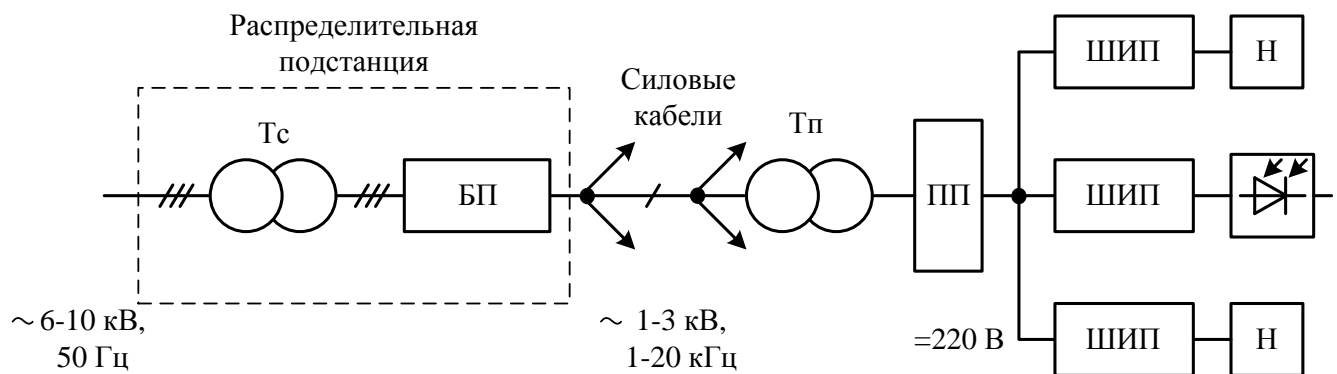 Распределительная
подстанция
Силовые
кабели
Тс
БП
Тп
ПП
ШИП
Н
ШИП
ШИП
Н
~ 6-10 кВ,
50 Гц
~ 1-3 кВ,
1-20 кГц
=220 В